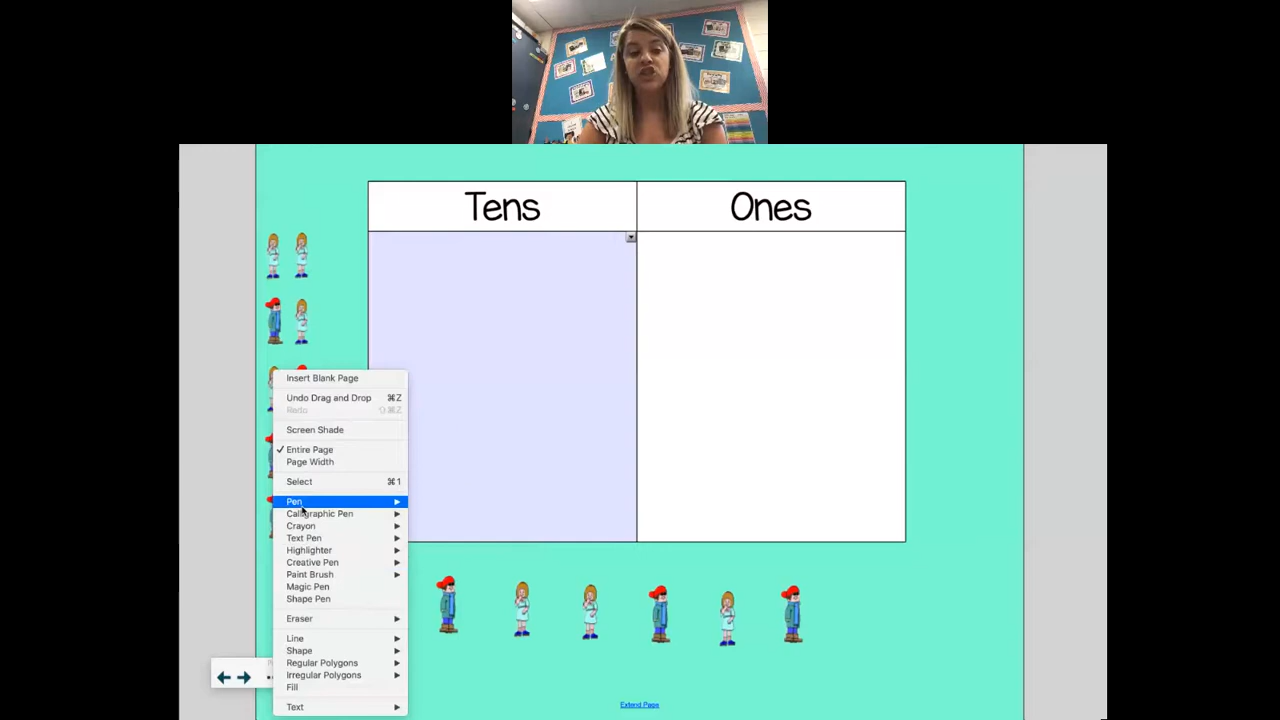 Tens
Ones
Insert Blank Page
Undo Drag and Drop ⌘Z
Redo ⇧⌘Z
Screen Shade
✓ Entire Page
Page Width
Select ⌘1
Pen
Calligraphic Pen
Crayon
Text Pen
Highlighter
Creative Pen
Paint Brush
Magic Pen
Shape Pen
Eraser
Line
Shape
Regular Polygons
Irregular Polygons
Fill
Text
Extend Page